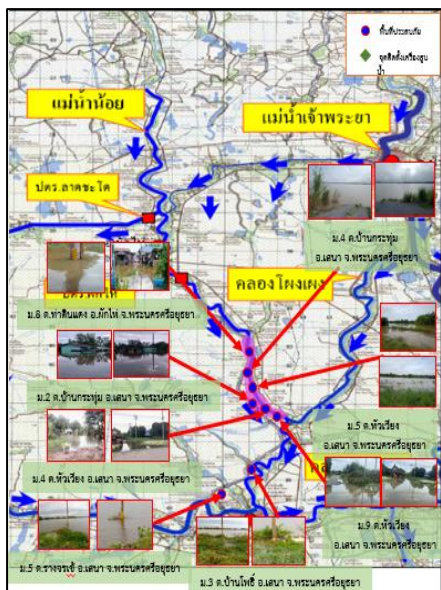 พื้นที่ประสบภัย
จุดติดตั้งเครื่องสูบ
น้ำ
แม่น้ำน้อย
แม่น้ำเจ้าพระยา
ปตร.ลาดชะโด
ม.4 ต.บ้านกระทุ่ม
อ.เสนา จ.พระนครศรีอยุธยา
คลองโผงเผง
ม.8 ต.ท่าดินแดง อ.ผักไห่ จ.พระนครศรีอยุธยา
ม.2 ต.บ้านกระทุ่ม อ.เสนา จ.พระนครศรีอยุธยา
ม.5 ต.หัวเวียง
อ.เสนา จ.พระนครศรีอยุธยา
ม.4 ต.หัวเวียง อ.เสนา จ.พระนครศรีอยุธยา
ม.9 ต.หัวเวียง
อ.เสนา จ.พระนครศรีอยุธยา
ม.5 ต.รางจรเข้ อ.เสนา จ.พระนครศรีอยุธยา
ม.3 ต.บ้านโพธิ์ อ.เสนา จ.พระนครศรีอยุธยา